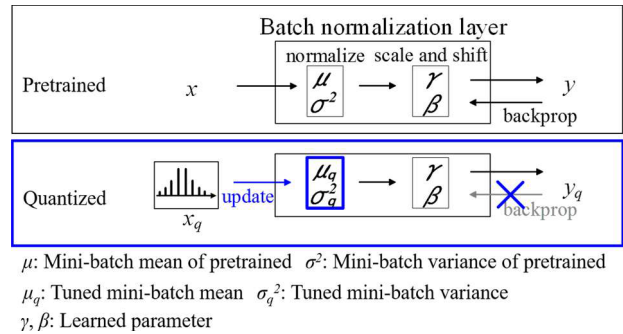 Batch normalization layer
normalize scale and shift
Pretrained x μ σ² γ β y
backprop
Quantized x_q update μ_q σ_q² γ β y_q
backprop
μ: Mini-batch mean of pretrained σ²: Mini-batch variance of pretrained
μ_q: Tuned mini-batch mean σ_q²: Tuned mini-batch variance
γ, β: Learned parameter